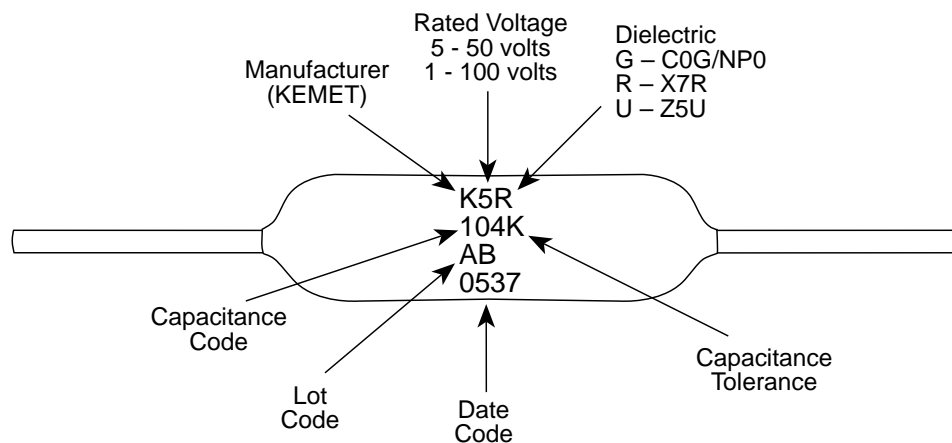 Rated Voltage
5 - 50 volts
1 - 100 volts
Dielectric
G – C0G/NP0
R – X7R
U – Z5U
Manufacturer
(KEMET)
K5R
104K
AB
0537
Capacitance
Code
Capacitance
Tolerance
Lot
Code
Date
Code